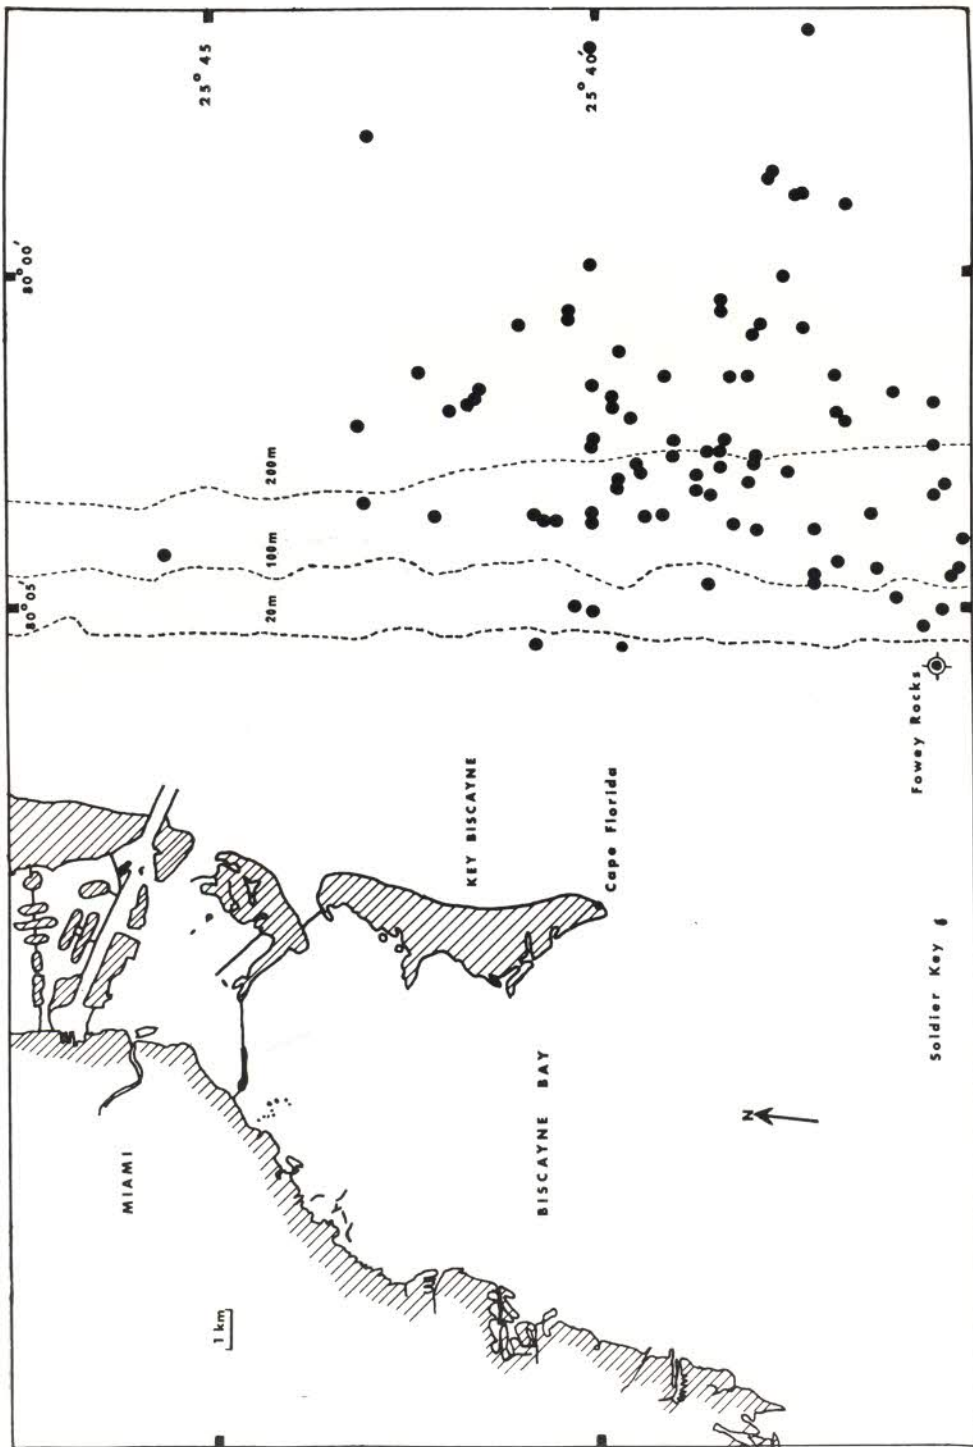 25° 45
25° 40'
80° 00'
200m
100m
20m
80° 05'
KEY BISCAYNE
Cape Florida
Fowey Rocks
Soldier Key
BISCAYNE BAY
N
MIAMI
1 km